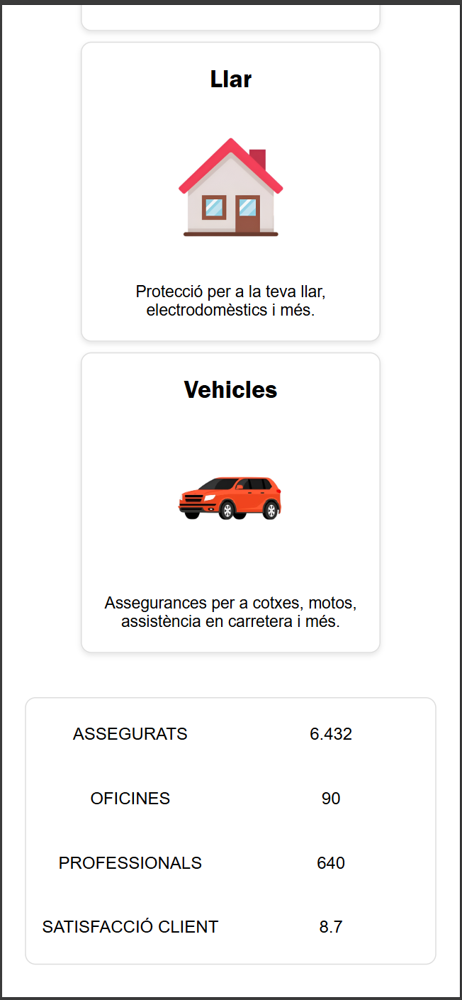 Llar
Protecció per a la teva llar,
electrodomèstics i més.
Vehicles
Assegurances per a cotxes, motos,
assistència en carretera i més.
ASSEGURATS 6.432
OFICINES 90
PROFESSIONALS 640
SATISFACCIÓ CLIENT 8.7